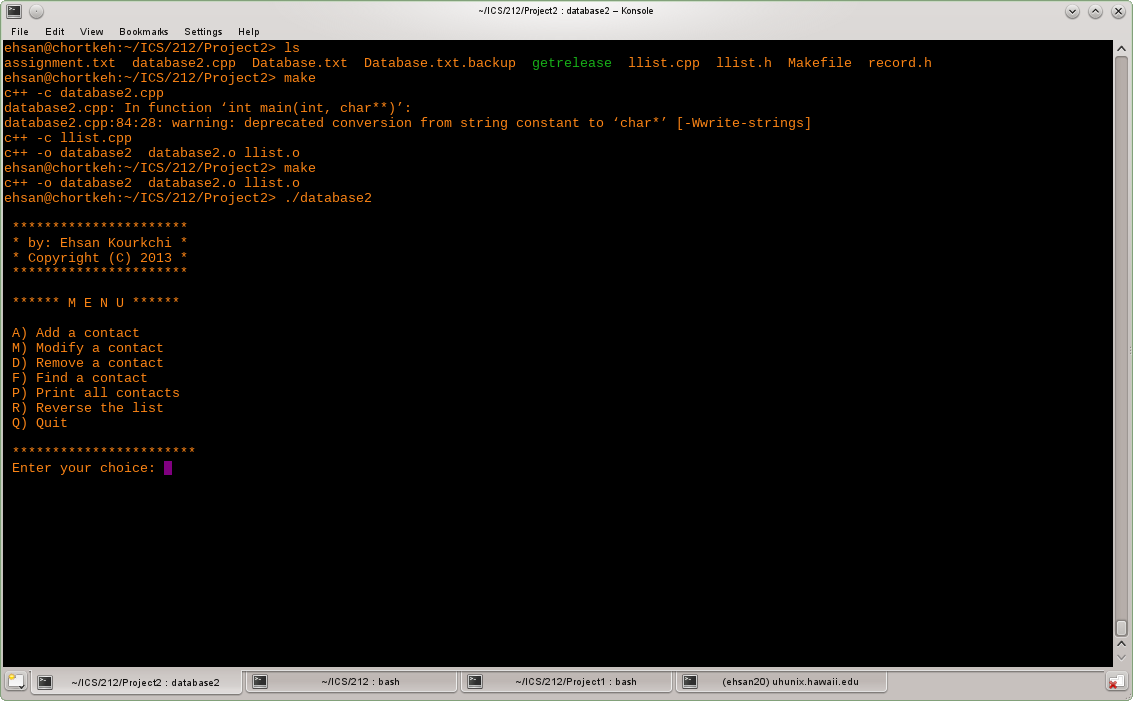 ~/ICS/212/Project2 : database2 – Konsole
File Edit View Bookmarks Settings Help
ehsan@chortkeh:~/ICS/212/Project2> ls
assignment.txt  database2.cpp  Database.txt  Database.txt.backup  getrelease  llist.cpp  llist.h  Makefile  record.h
ehsan@chortkeh:~/ICS/212/Project2> make
c++ -c database2.cpp
database2.cpp: In function ‘int main(int, char**)’:
database2.cpp:84:28: warning: deprecated conversion from string constant to ‘char*’ [-Wwrite-strings]
c++ -c llist.cpp
c++ -o database2  database2.o llist.o
ehsan@chortkeh:~/ICS/212/Project2> make
c++ -o database2  database2.o llist.o
ehsan@chortkeh:~/ICS/212/Project2> ./database2
**********************
* by: Ehsan Kourkchi *
* Copyright (C) 2013 *
**********************
****** M E N U ******
A) Add a contact
M) Modify a contact
D) Remove a contact
F) Find a contact
P) Print all contacts
R) Reverse the list
Q) Quit
***********************
Enter your choice:
~/ICS/212/Project2 : database2
~/ICS/212 : bash
~/ICS/212/Project1 : bash
(ehsan20) uhunix.hawaii.edu